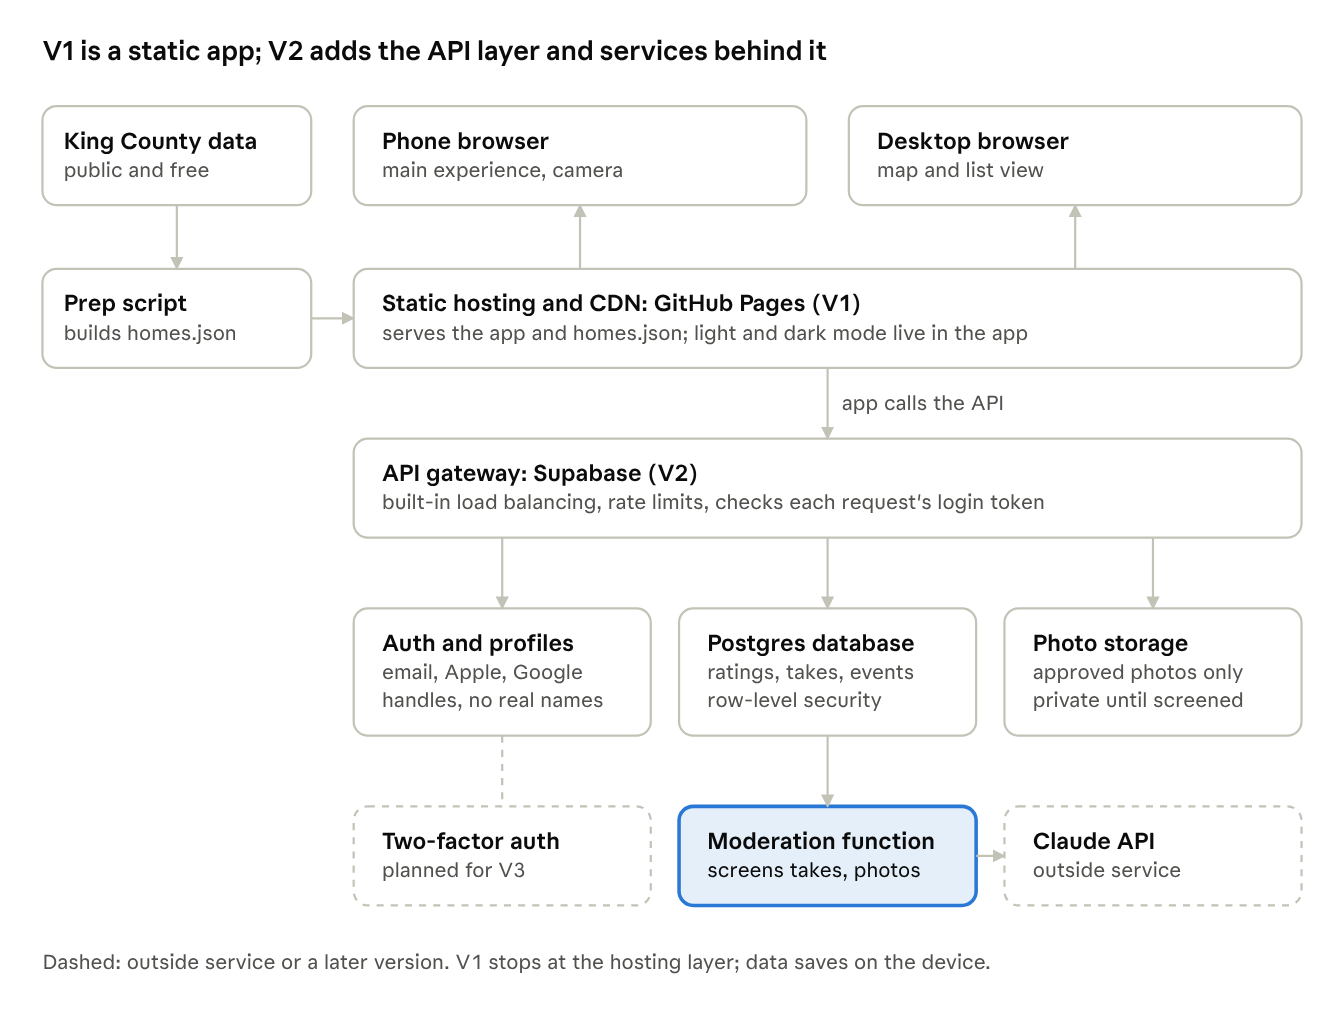 V1 is a static app; V2 adds the API layer and services behind it
King County data
public and free
Phone browser
main experience, camera
Desktop browser
map and list view
Prep script
builds homes.json
Static hosting and CDN: GitHub Pages (V1)
serves the app and homes.json; light and dark mode live in the app
app calls the API
API gateway: Supabase (V2)
built-in load balancing, rate limits, checks each request's login token
Auth and profiles
email, Apple, Google
handles, no real names
Postgres database
ratings, takes, events
row-level security
Photo storage
approved photos only
private until screened
Two-factor auth
planned for V3
Moderation function
screens takes, photos
Claude API
outside service
Dashed: outside service or a later version. V1 stops at the hosting layer; data saves on the device.